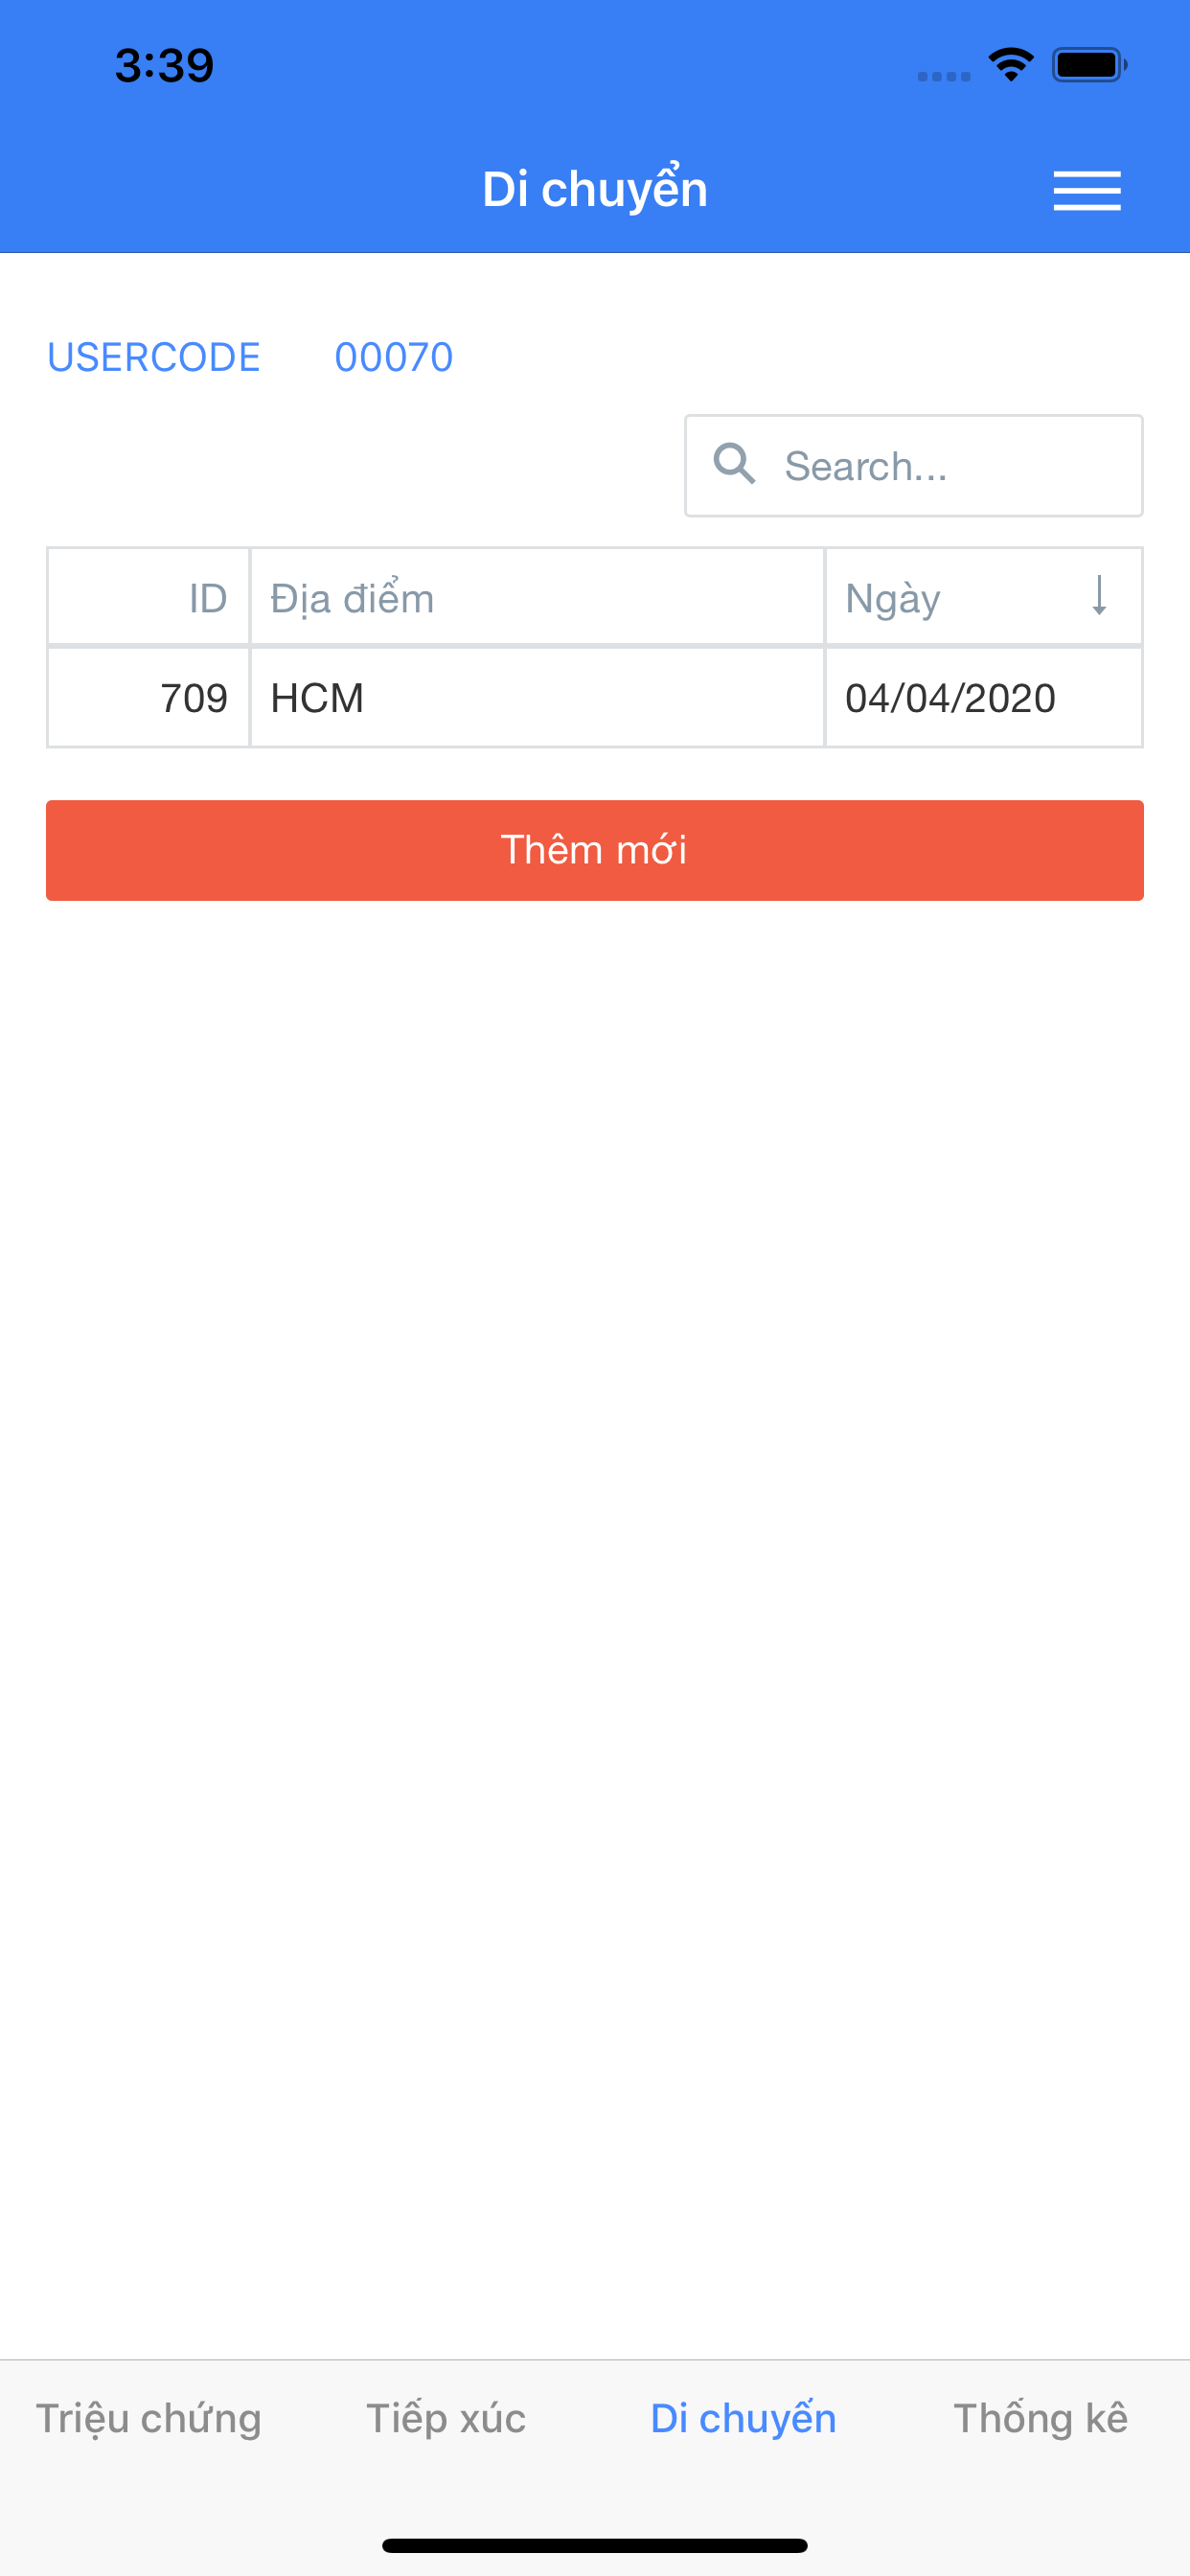 3:39
Di chuyển
USERCODE 00070
Search...
ID Địa điểm Ngày ↓
709 HCM 04/04/2020
Thêm mới
Triệu chứng Tiếp xúc Di chuyến Thống kê